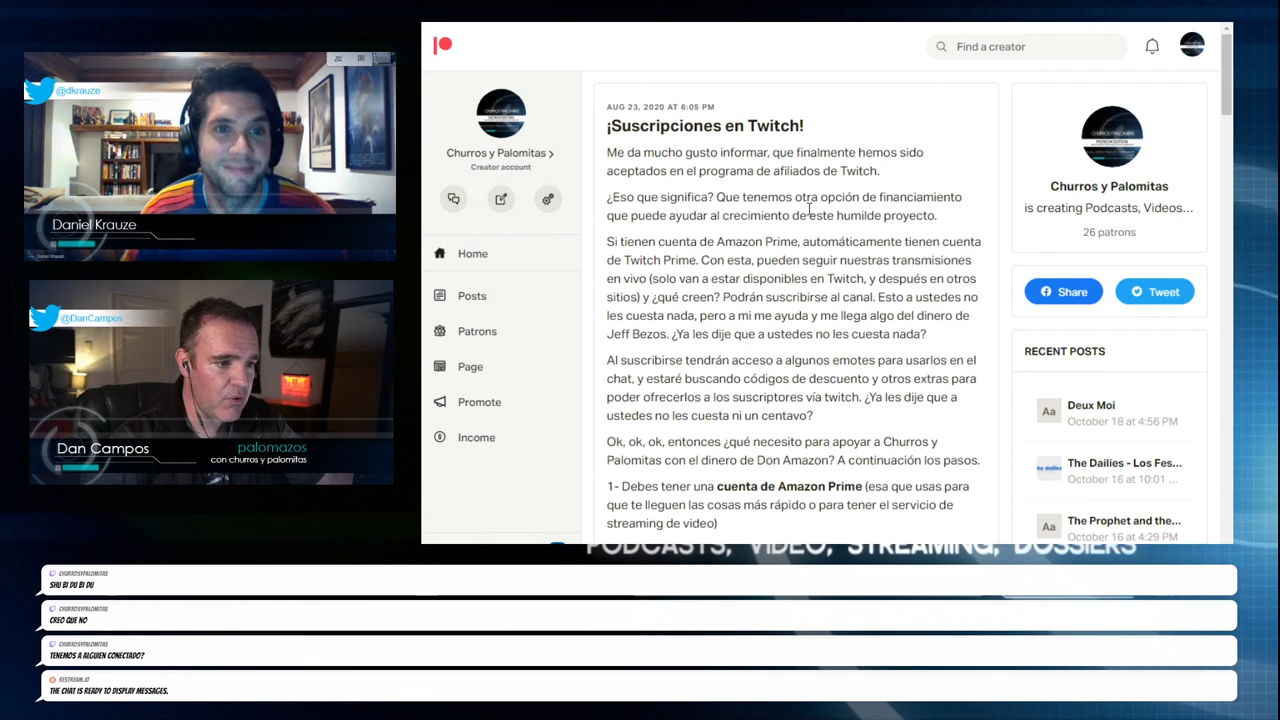 @dkrauze
Daniel Krauze
Daniel Krauze
@DanCampos
Dan Campos
palomazos
con churros y palomitas
Find a creator
Churros y Palomitas
Creator account
Home
Posts
Patrons
Page
Promote
Income
AUG 23, 2020 AT 6:05 PM
¡Suscripciones en Twitch!
Me da mucho gusto informar, que finalmente hemos sido
aceptados en el programa de afiliados de Twitch.
¿Eso que significa? Que tenemos otra opción de financiamiento
que puede ayudar al crecimiento de este humilde proyecto.
Si tienen cuenta de Amazon Prime, automáticamente tienen cuenta
de Twitch Prime. Con esta, pueden seguir nuestras transmisiones
en vivo (solo van a estar disponibles en Twitch, y después en otros
sitios) y ¿qué creen? Podrán suscribirse al canal. Esto a ustedes no
les cuesta nada, pero a mi me ayuda y me llega algo del dinero de
Jeff Bezos. ¿Ya les dije que a ustedes no les cuesta nada?
Al suscribirse tendrán acceso a algunos emotes para usarlos en el
chat, y estaré buscando códigos de descuento y otros extras para
poder ofrecerlos a los suscriptores vía twitch. ¿Ya les dije que a
ustedes no les cuesta ni un centavo?
Ok, ok, ok, entonces ¿qué necesito para apoyar a Churros y
Palomitas con el dinero de Don Amazon? A continuación los pasos.
1- Debes tener una cuenta de Amazon Prime (esa que usas para
que te lleguen las cosas más rápido o para tener el servicio de
streaming de video)
Churros y Palomitas
is creating Podcasts, Videos...
26 patrons
Share
Tweet
RECENT POSTS
Aa
Deux Moi
October 18 at 4:56 PM
the dailies
The Dailies - Los Fes...
October 16 at 10:01 ...
Aa
The Prophet and the...
October 16 at 4:29 PM
PODCASTS, VIDEO, STREAMING, DOSSIERS
CHURROSYPALOMITAS
SHU BI DU BI DU
CHURROSYPALOMITAS
CREO QUE NO
CHURROSYPALOMITAS
TENEMOS A ALGUIEN CONECTADO?
RESTREAM.IO
THE CHAT IS READY TO DISPLAY MESSAGES.